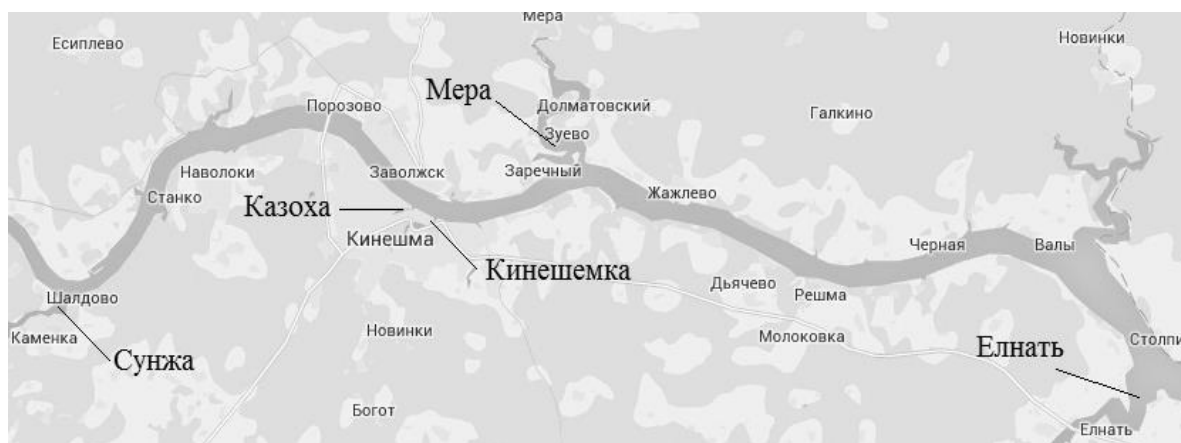 Мера
Есиплево
Новинки
Мера
Порозово
Долматовский
Галкино
Зуево
Наволоки
Заволжск
Заречный
Станко
Жажлево
Казоха
Кинешма
Черная
Валы
Кинешемка
Дьячево
Решма
Шалдово
Каменка
Новинки
Молоковка
Столпи
Сунжа
Елнать
Богот
Елнать